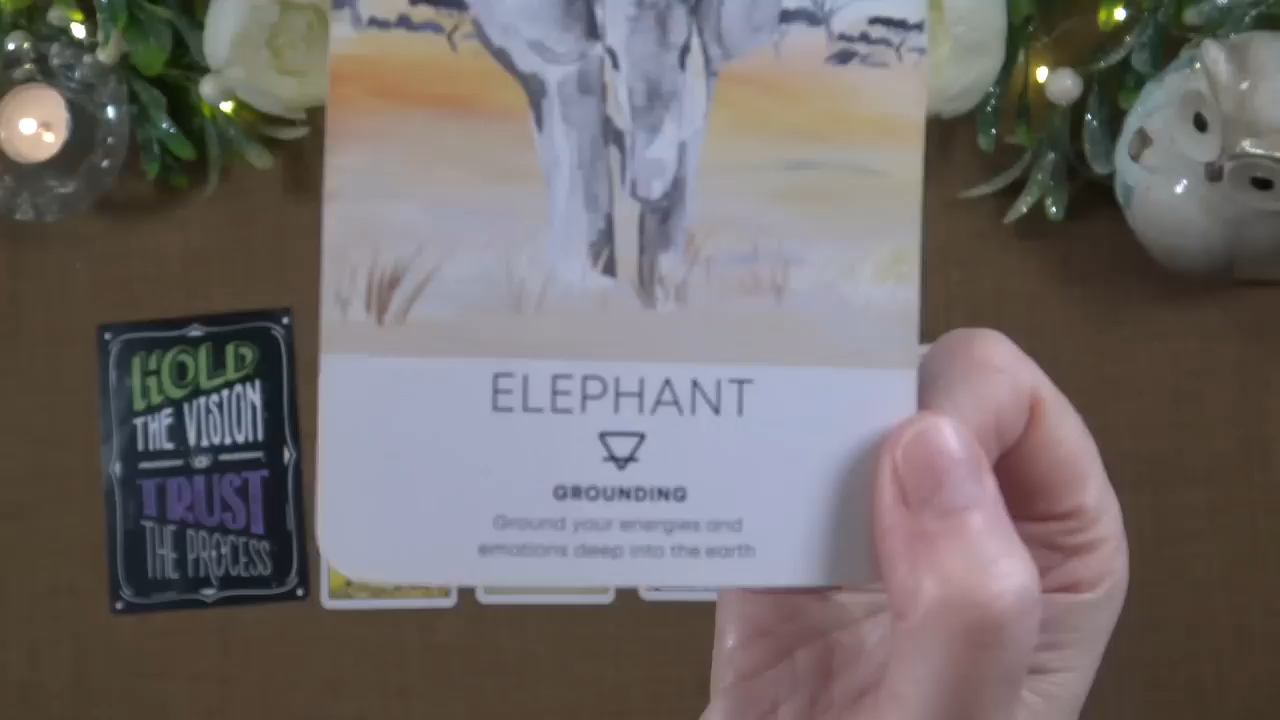 HOLD
THE VISION
TRUST
THE PROCESS
ELEPHANT
GROUNDING
Ground your energies and
emotions deep into the earth